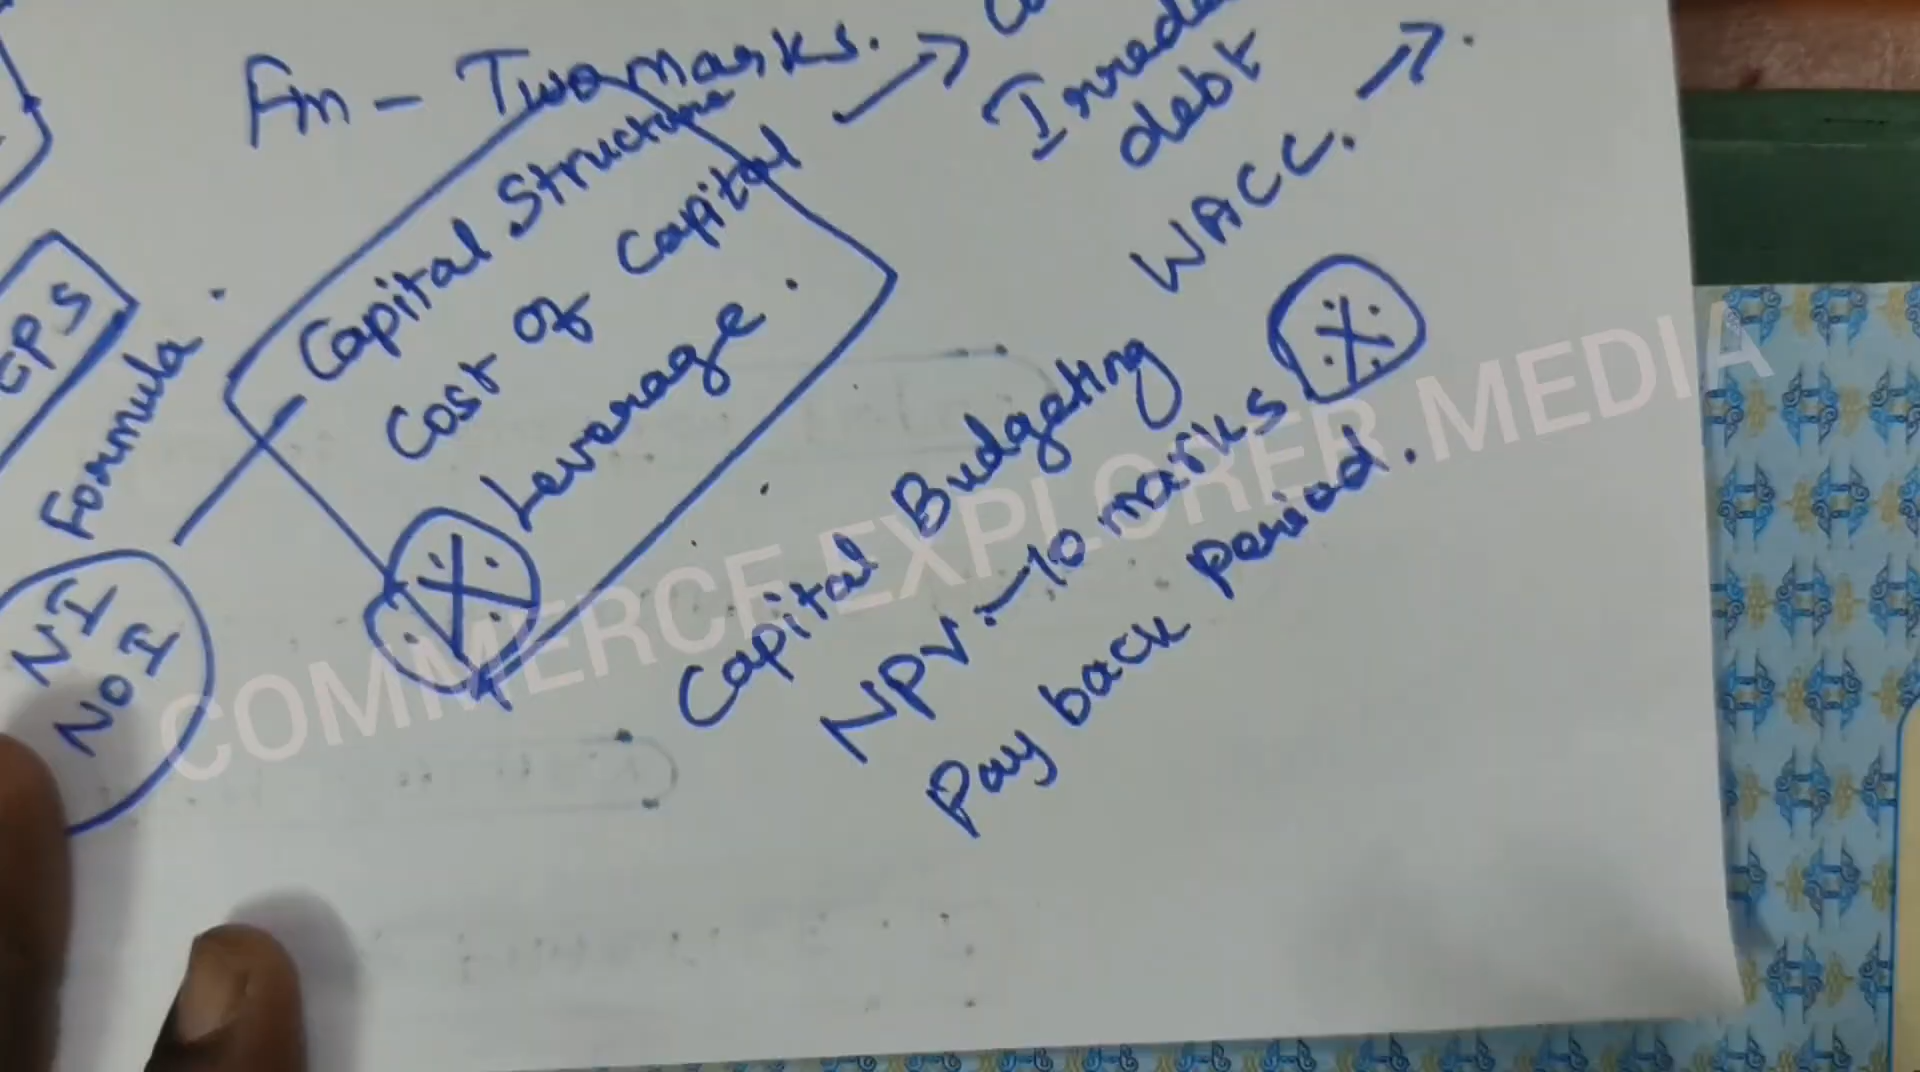 Fm - Two marks. →
debt
WACC. →.
Capital Structure
Cost of Capital
Leverage.
EPS
Formula.
NI
NOI
Capital Budgeting
NPV. - 10 marks
Pay back period.
COMMERCE EXPLORER MEDIA